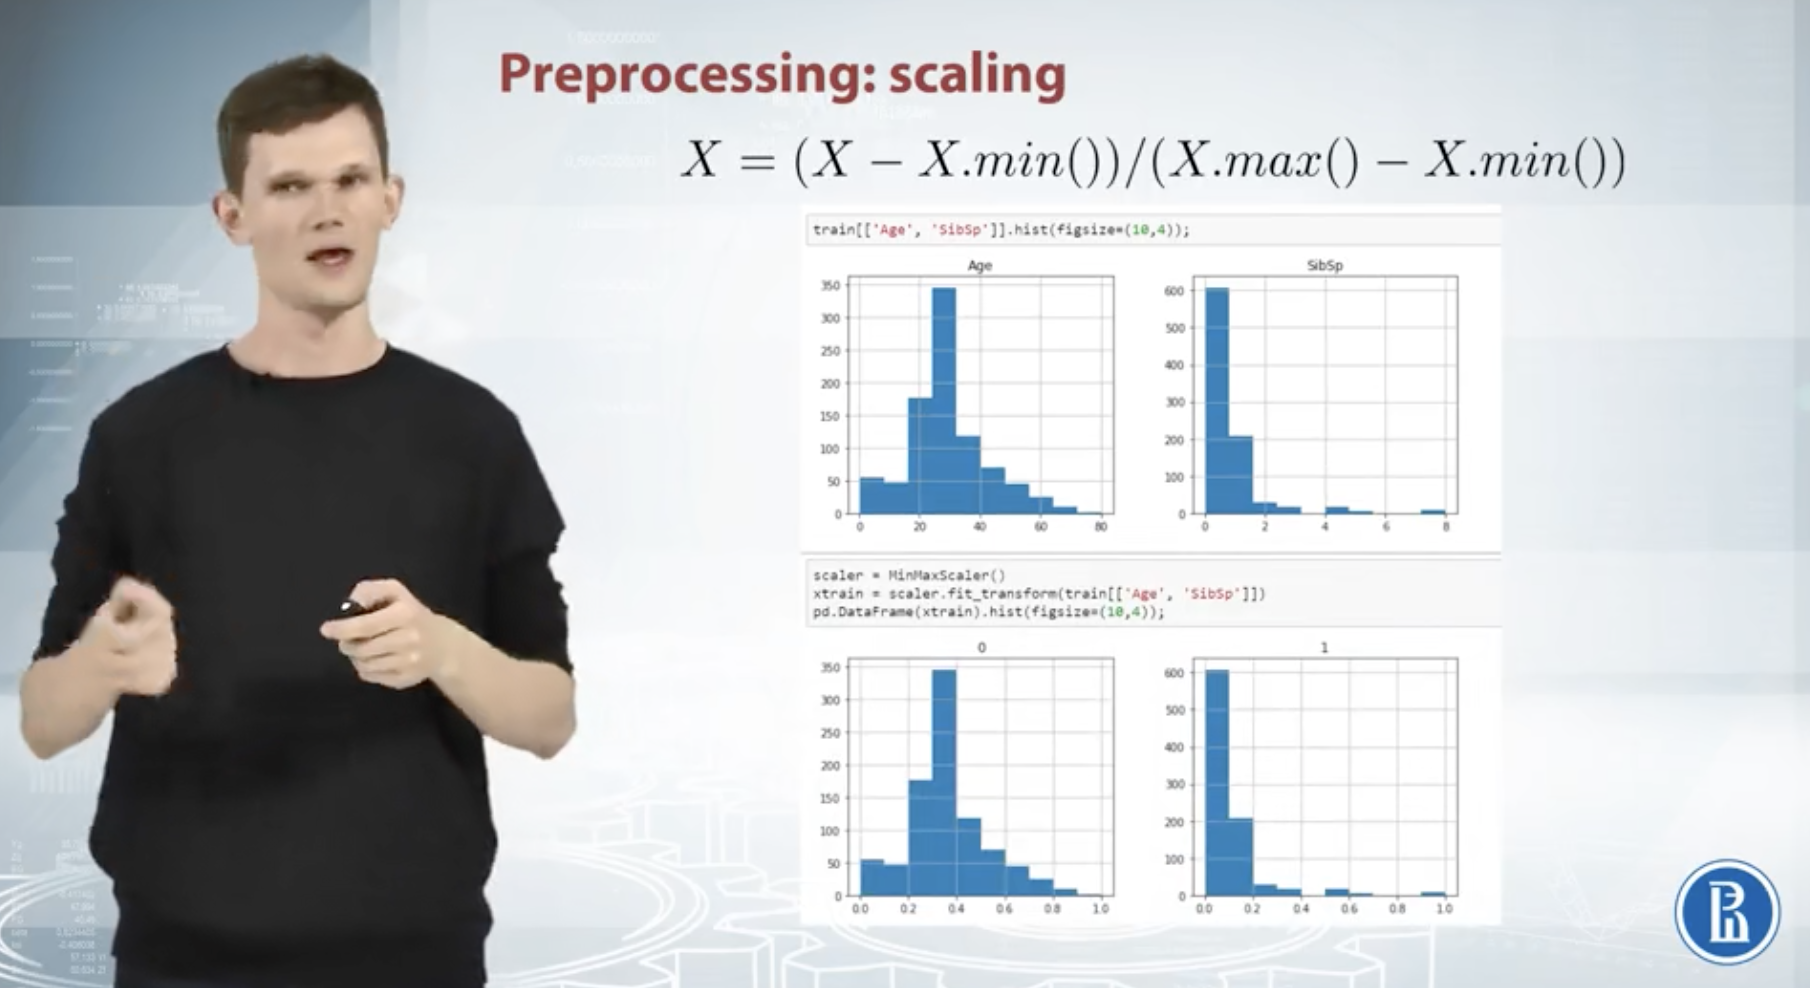 Preprocessing: scaling
X = (X − X.min())/(X.max() − X.min())
train[['Age', 'SibSp']].hist(figsize=(10,4));
Age
350
300
250
200
150
100
50
0
0 20 40 60 80
SibSp
600
500
400
300
200
100
0
0 2 4 6 8
scaler = MinMaxScaler()
xtrain = scaler.fit_transform(train[['Age', 'SibSp']])
pd.DataFrame(xtrain).hist(figsize=(10,4));
0
350
300
250
200
150
100
50
0
0.0 0.2 0.4 0.6 0.8 1.0
1
600
500
400
300
200
100
0
0.0 0.2 0.4 0.6 0.8 1.0